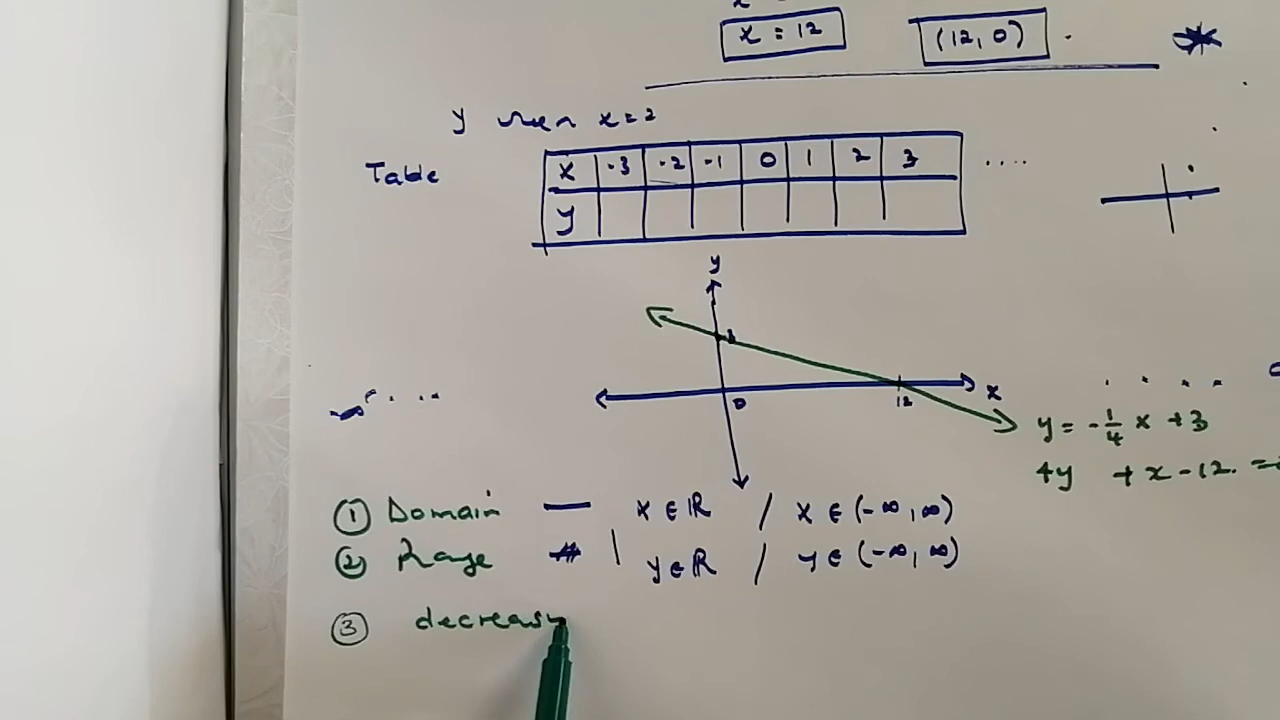 x = 12 (12, 0)
y when x = 2
Table
x -3 -2 -1 0 1 2 3 ....
y
y
3
0 12 x
y = -1/4 x + 3
4y + x - 12 =
① Domain — x ∈ ℝ / x ∈ (-∞, ∞)
② Range | y ∈ ℝ / y ∈ (-∞, ∞)
③ decreas